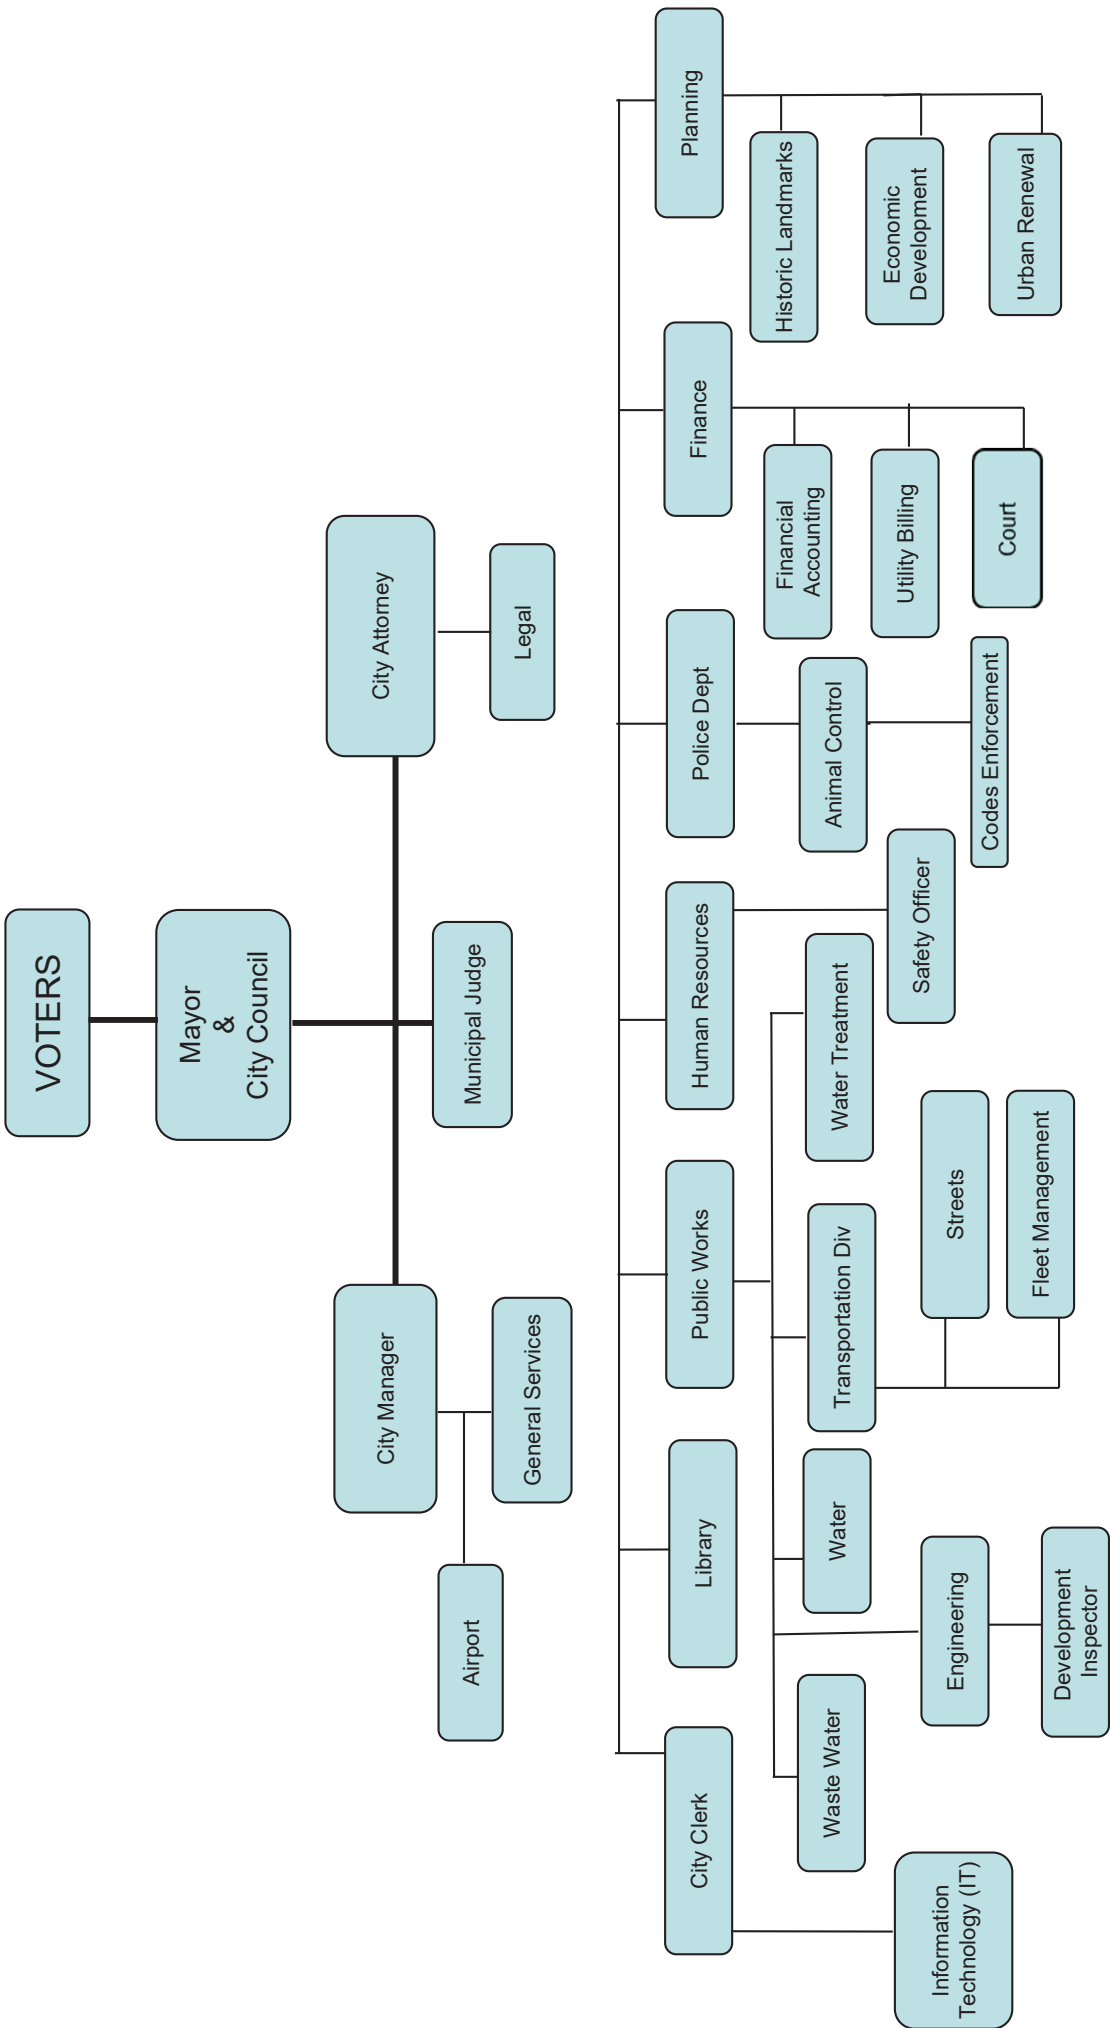 VOTERS
Mayor
&
City Council
City Manager
City Attorney
Municipal Judge
Airport
General Services
Legal
City Clerk
Library
Public Works
Human Resources
Police Dept
Finance
Planning
Information
Technology (IT)
Waste Water
Water
Transportation Div
Water Treatment
Engineering
Development
Inspector
Streets
Fleet Management
Safety Officer
Animal Control
Codes Enforcement
Financial
Accounting
Utility Billing
Court
Historic Landmarks
Economic
Development
Urban Renewal